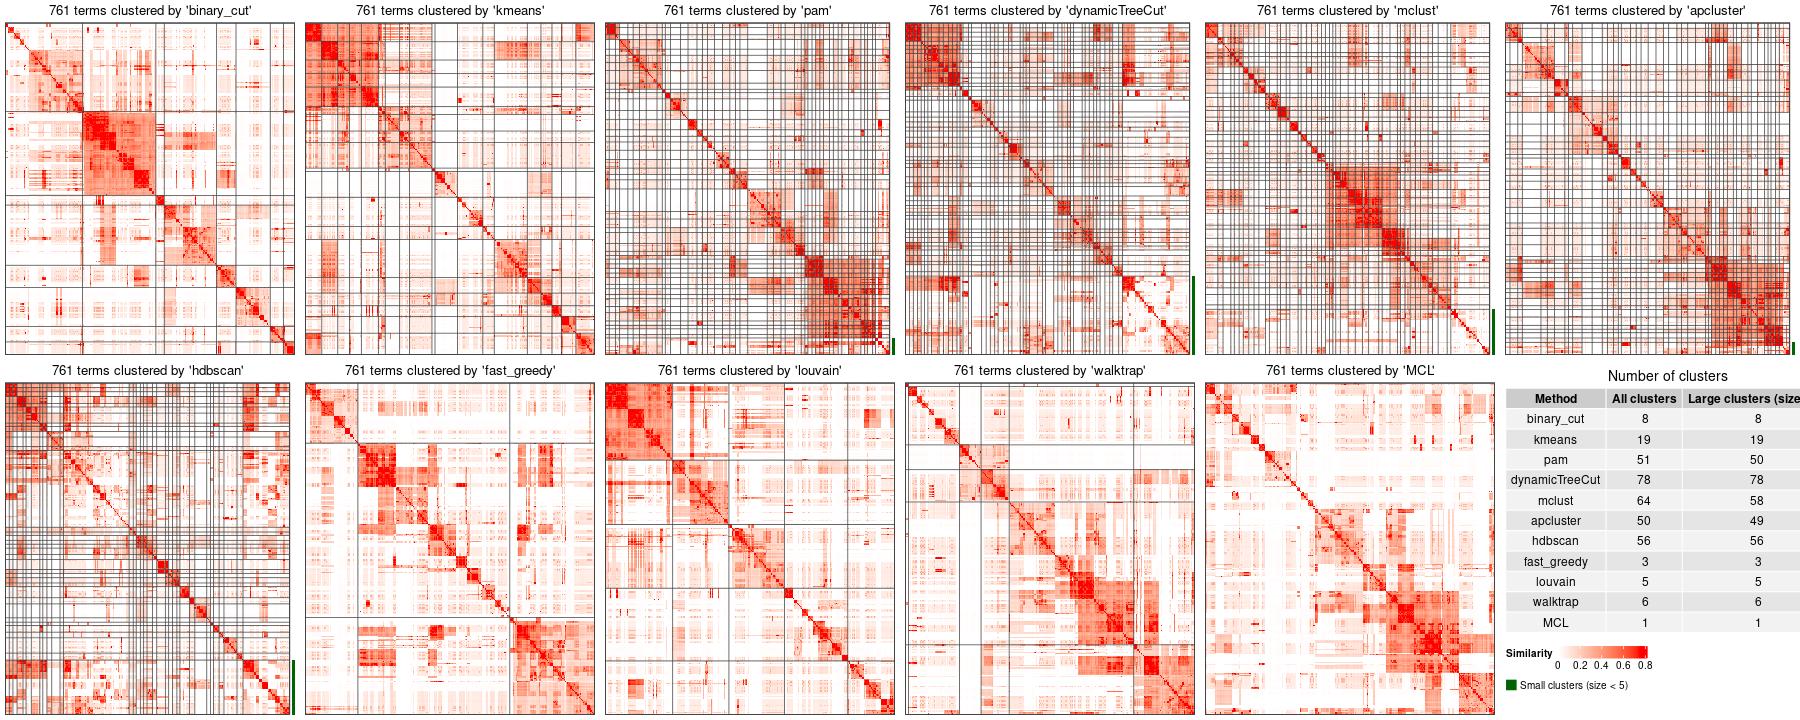 761 terms clustered by 'binary_cut'
761 terms clustered by 'kmeans'
761 terms clustered by 'pam'
761 terms clustered by 'dynamicTreeCut'
761 terms clustered by 'mclust'
761 terms clustered by 'apcluster'
761 terms clustered by 'hdbscan'
761 terms clustered by 'fast_greedy'
761 terms clustered by 'louvain'
761 terms clustered by 'walktrap'
761 terms clustered by 'MCL'
Number of clusters
Method All clusters Large clusters (size
binary_cut 8 8
kmeans 19 19
pam 51 50
dynamicTreeCut 78 78
mclust 64 58
apcluster 50 49
hdbscan 56 56
fast_greedy 3 3
louvain 5 5
walktrap 6 6
MCL 1 1
Similarity
0 0.2 0.4 0.6 0.8
Small clusters (size < 5)